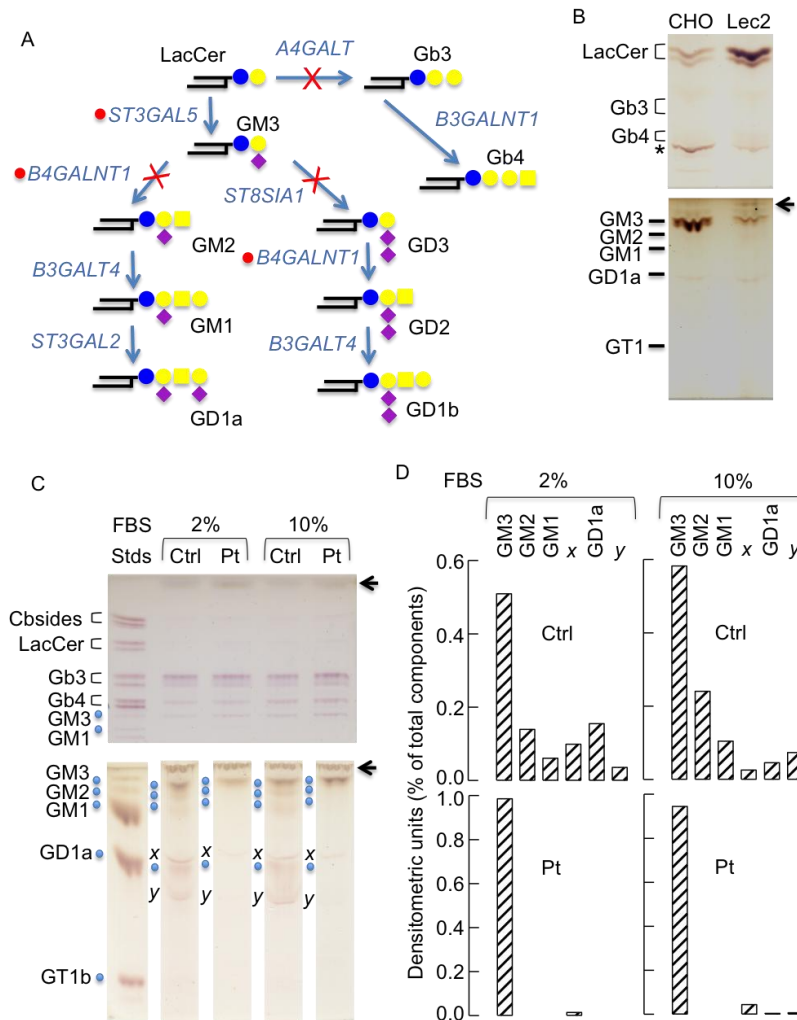 A
LacCer
A4GALT
Gb3
ST3GAL5
GM3
B3GALNT1
Gb4
B4GALNT1
ST8SIA1
GM2
GD3
B3GALT4
B4GALNT1
GM1
GD2
ST3GAL2
B3GALT4
GD1a
GD1b
B
CHO Lec2
LacCer
Gb3
Gb4
*
GM3
GM2
GM1
GD1a
GT1
C
FBS 2% 10%
Stds Ctrl Pt Ctrl Pt
Cbsides
LacCer
Gb3
Gb4
GM3
GM1
GM3
GM2
GM1
GD1a x x x x
y y y y
GT1b
D
FBS 2% 10%
GM3 GM2 GM1 x GD1a y GM3 GM2 GM1 x GD1a y
Densitometric units (% of total components)
0.6
Ctrl Ctrl
0.4
0.2
0.0
1.0
Pt Pt
0.8
0.6
0.4
0.2
0.0